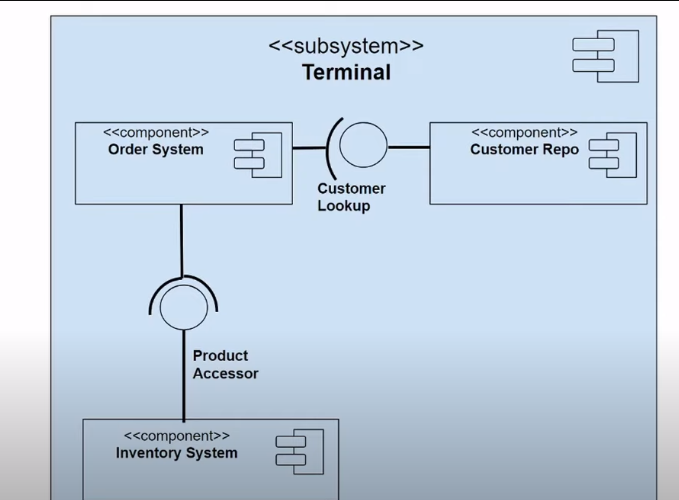 <<subsystem>>
Terminal
<<component>>
Order System
<<component>>
Customer Repo
Customer
Lookup
Product
Accessor
<<component>>
Inventory System